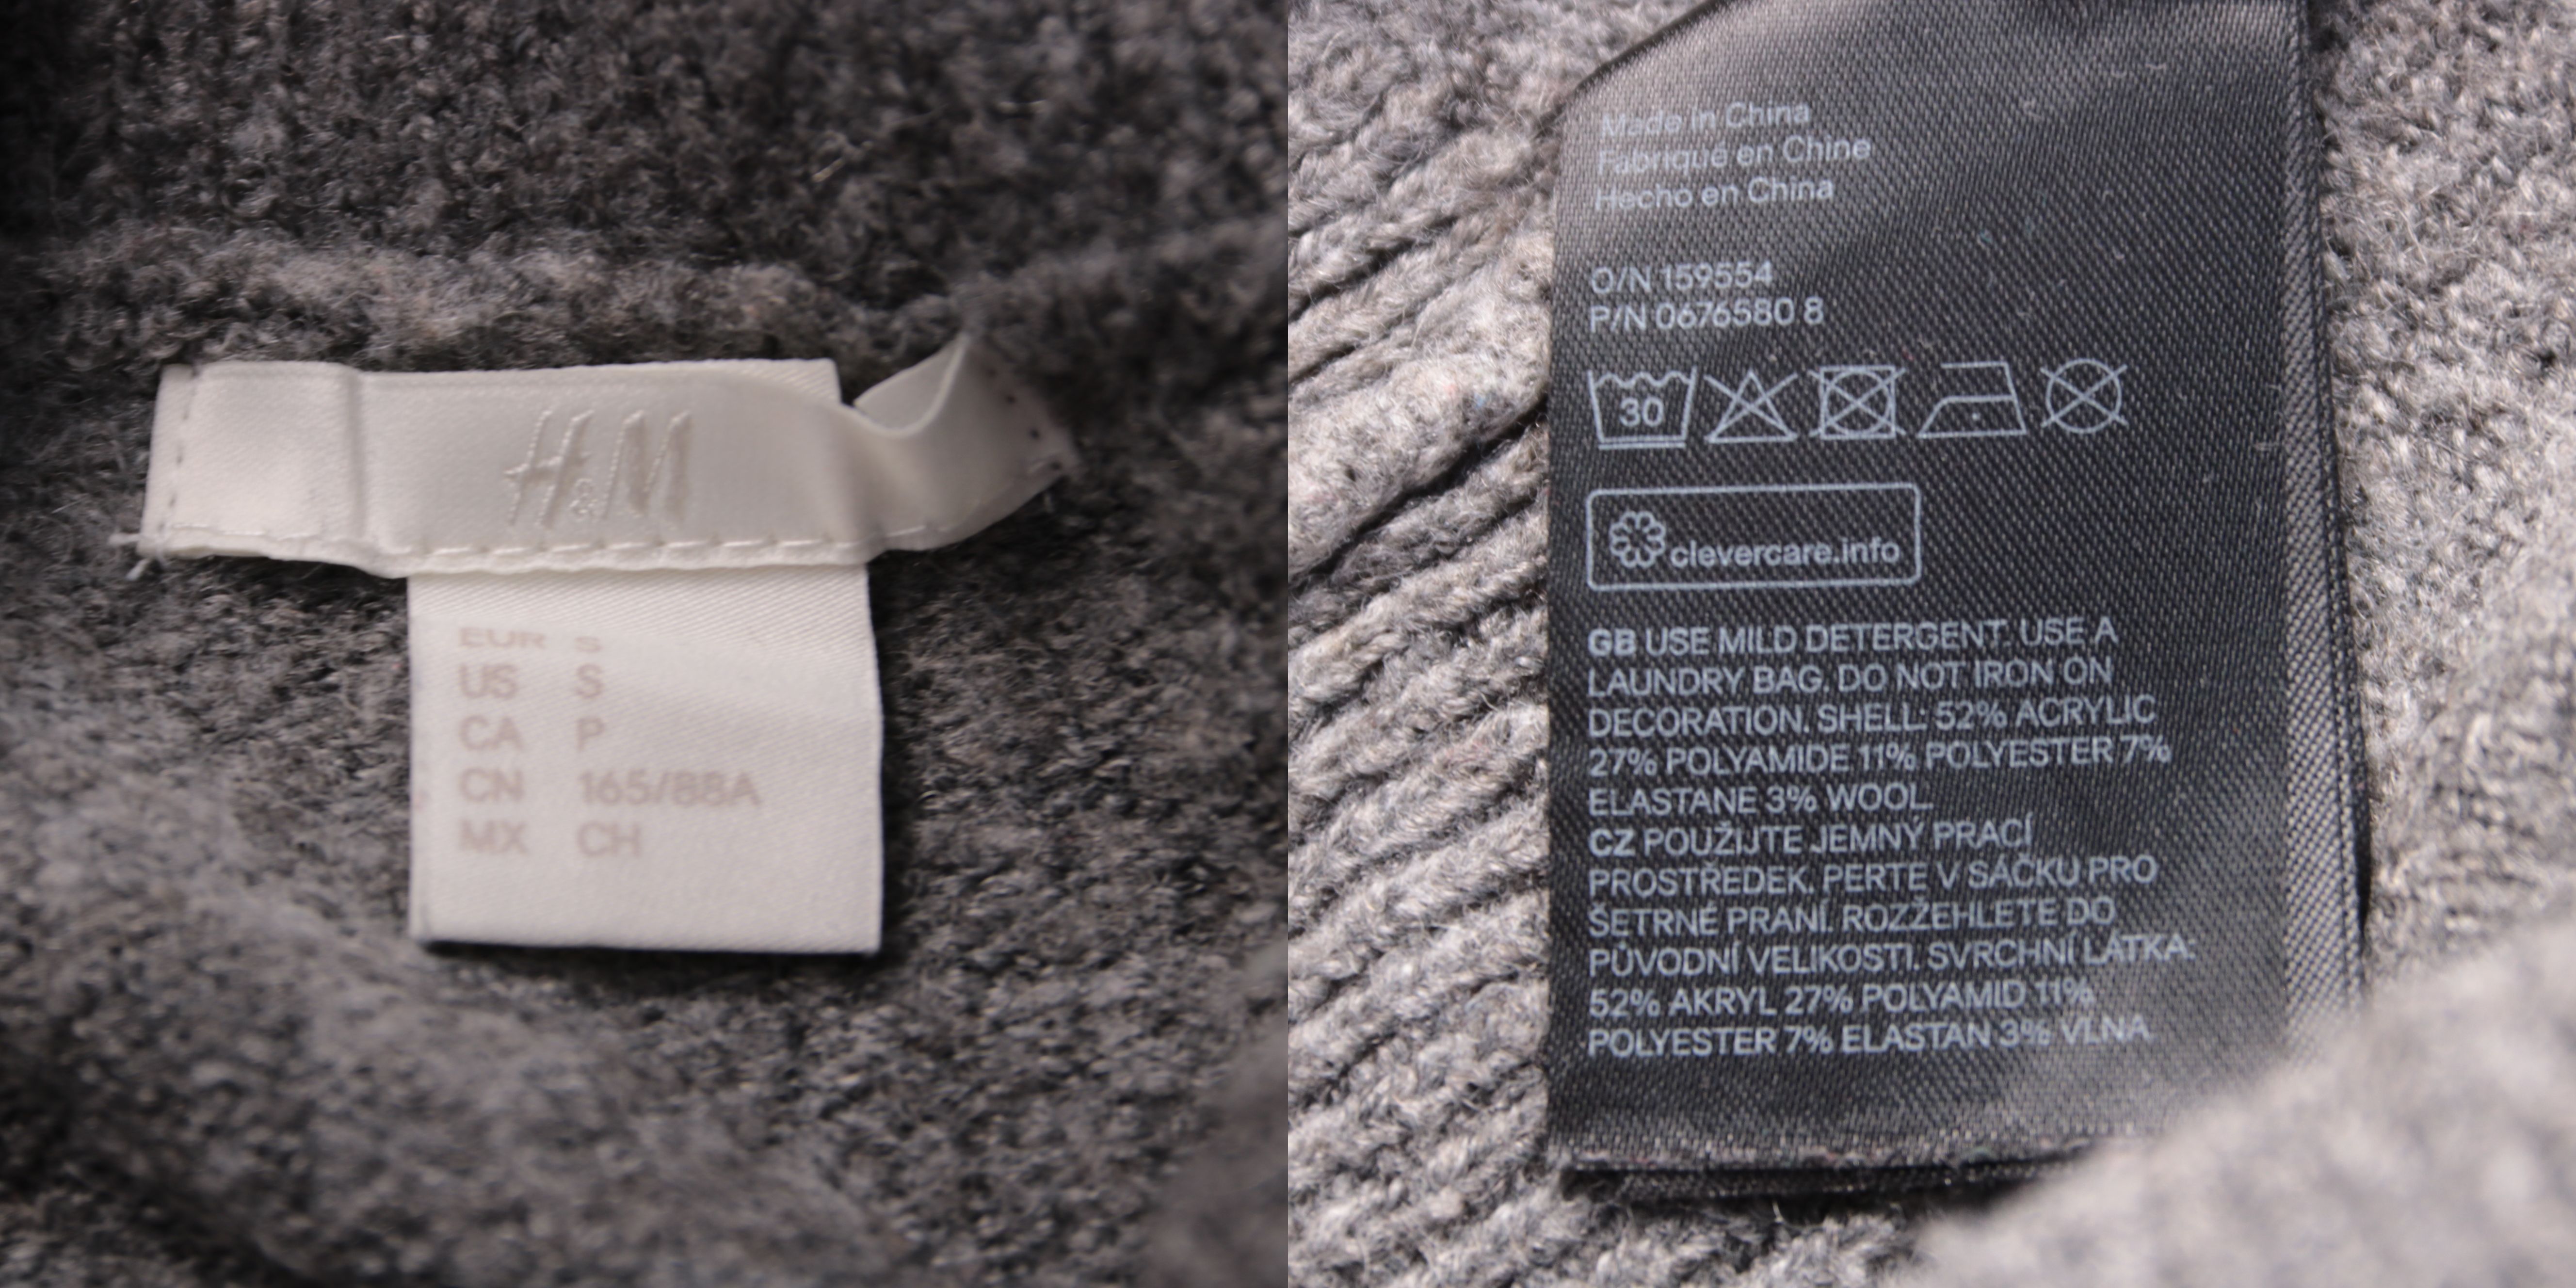 H&M
EUR S
US S
CA P
CN 165/88A
MX CH
Made in China
Fabriqué en Chine
Hecho en China
O/N 159554
P/N 0676580 8
30
clevercare.info
GB USE MILD DETERGENT. USE A
LAUNDRY BAG. DO NOT IRON ON
DECORATION. SHELL: 52% ACRYLIC
27% POLYAMIDE 11% POLYESTER 7%
ELASTANE 3% WOOL.
CZ POUŽIJTE JEMNÝ PRACÍ
PROSTŘEDEK. PERTE V SÁČKU PRO
ŠETRNÉ PRANÍ. ROZŽEHLETE DO
PŮVODNÍ VELIKOSTI. SVRCHNÍ LÁTKA:
52% AKRYL 27% POLYAMID 11%
POLYESTER 7% ELASTAN 3% VLNA